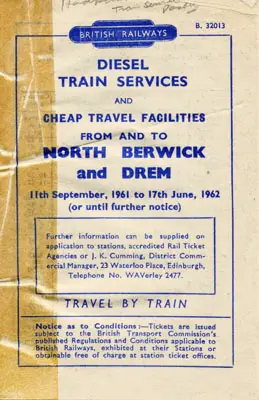 B. 32013
BRITISH RAILWAYS
DIESEL
TRAIN SERVICES
AND
CHEAP TRAVEL FACILITIES
FROM AND TO
NORTH BERWICK
and DREM
11th September, 1961 to 17th June, 1962
(or until further notice)
Further information can be supplied on
application to stations, accredited Rail Ticket
Agencies or J. K. Cumming, District Com-
mercial Manager, 23 Waterloo Place, Edinburgh,
Telephone No. WAVerley 2477.
TRAVEL BY TRAIN
Notice as to Conditions:—Tickets are issued
subject to the British Transport Commission's
published Regulations and Conditions applicable to
British Railways, exhibited at their Stations or
obtainable free of charge at station ticket offices.